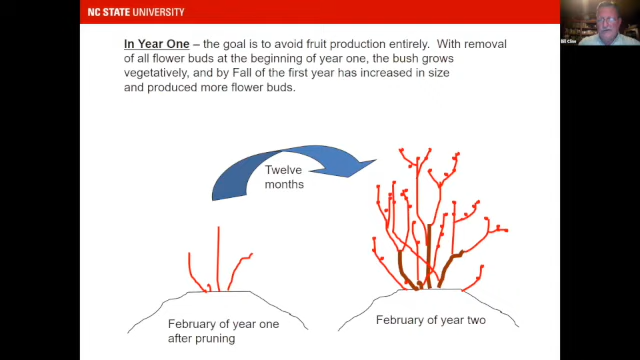 NC STATE UNIVERSITY
Bill Cline
In Year One – the goal is to avoid fruit production entirely. With removal
of all flower buds at the beginning of year one, the bush grows
vegetatively, and by Fall of the first year has increased in size
and produced more flower buds.
Twelve
months
February of year one
after pruning
February of year two